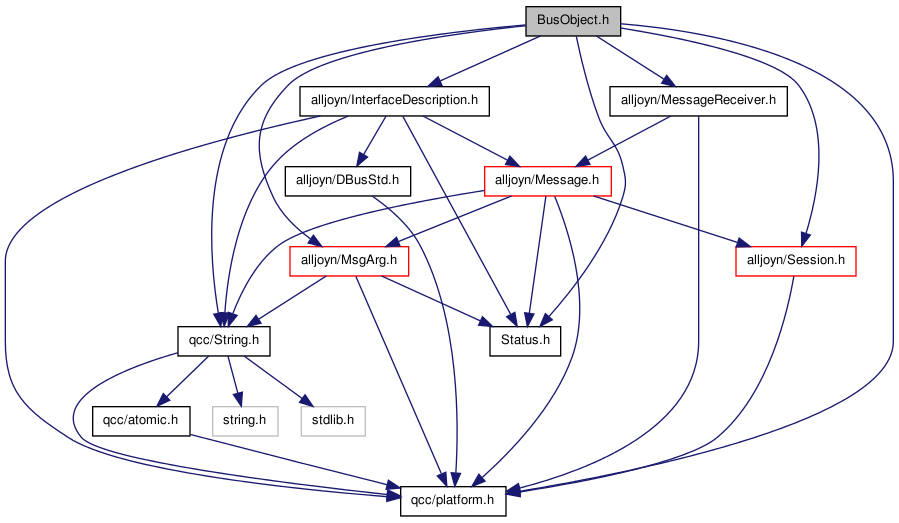 BusObject.h
alljoyn/InterfaceDescription.h
alljoyn/MessageReceiver.h
alljoyn/DBusStd.h
alljoyn/Message.h
alljoyn/MsgArg.h
alljoyn/Session.h
qcc/String.h
Status.h
qcc/atomic.h
string.h
stdlib.h
qcc/platform.h